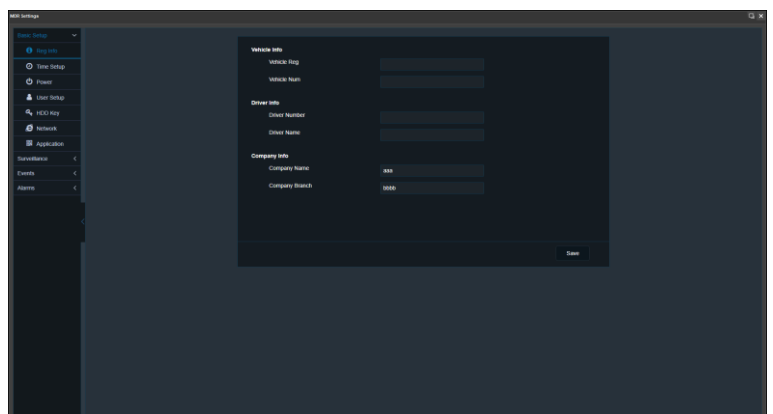 MDR Settings
Basic Setup
Reg Info
Time Setup
Power
User Setup
HDD Key
Network
Application
Surveillance
Events
Alarms
Vehicle Info
Vehicle Reg
Vehicle Num
Driver Info
Driver Number
Driver Name
Company Info
Company Name aaa
Company Branch bbbb
Save